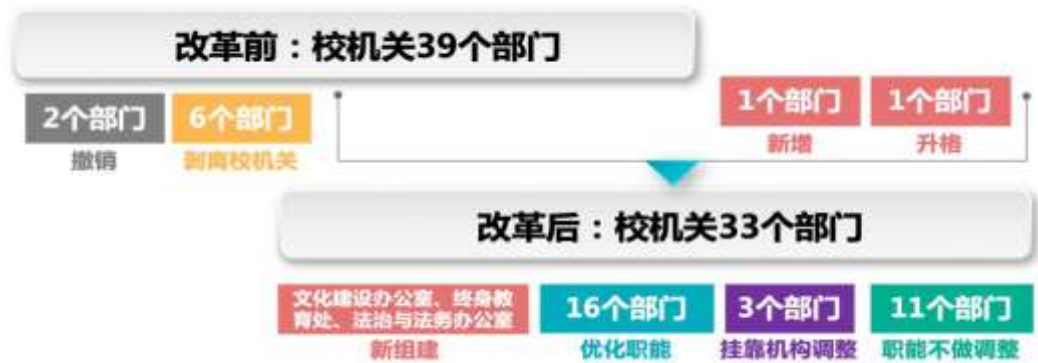 改革前：校机关39个部门
2个部门
撤销
6个部门
剥离校机关
1个部门
新增
1个部门
升格
改革后：校机关33个部门
文化建设办公室、终身教
育处、法治与法务办公室
新组建
16个部门
优化职能
3个部门
挂靠机构调整
11个部门
职能不做调整